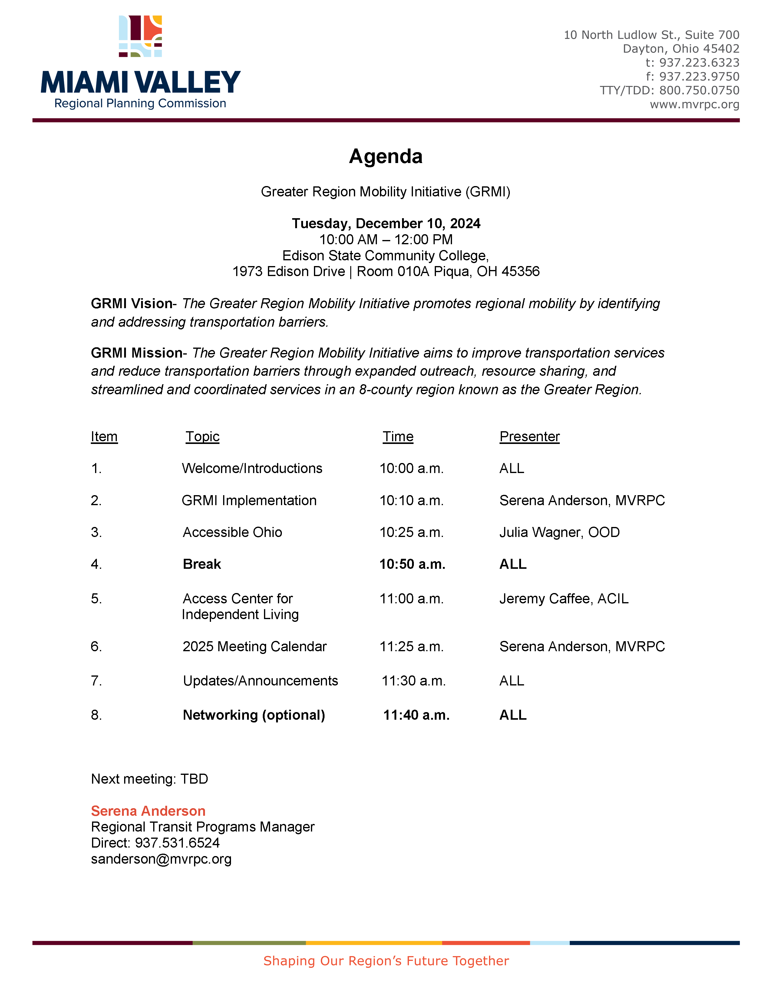 MIAMI VALLEY
Regional Planning Commission
10 North Ludlow St., Suite 700
Dayton, Ohio 45402
t: 937.223.6323
f: 937.223.9750
TTY/TDD: 800.750.0750
www.mvrpc.org
Agenda
Greater Region Mobility Initiative (GRMI)
Tuesday, December 10, 2024
10:00 AM – 12:00 PM
Edison State Community College,
1973 Edison Drive | Room 010A Piqua, OH 45356
GRMI Vision- The Greater Region Mobility Initiative promotes regional mobility by identifying
and addressing transportation barriers.
GRMI Mission- The Greater Region Mobility Initiative aims to improve transportation services
and reduce transportation barriers through expanded outreach, resource sharing, and
streamlined and coordinated services in an 8-county region known as the Greater Region.
Item Topic Time Presenter
1. Welcome/Introductions 10:00 a.m. ALL
2. GRMI Implementation 10:10 a.m. Serena Anderson, MVRPC
3. Accessible Ohio 10:25 a.m. Julia Wagner, OOD
4. Break 10:50 a.m. ALL
5. Access Center for 11:00 a.m. Jeremy Caffee, ACIL
Independent Living
6. 2025 Meeting Calendar 11:25 a.m. Serena Anderson, MVRPC
7. Updates/Announcements 11:30 a.m. ALL
8. Networking (optional) 11:40 a.m. ALL
Next meeting: TBD
Serena Anderson
Regional Transit Programs Manager
Direct: 937.531.6524
sanderson@mvrpc.org
Shaping Our Region’s Future Together